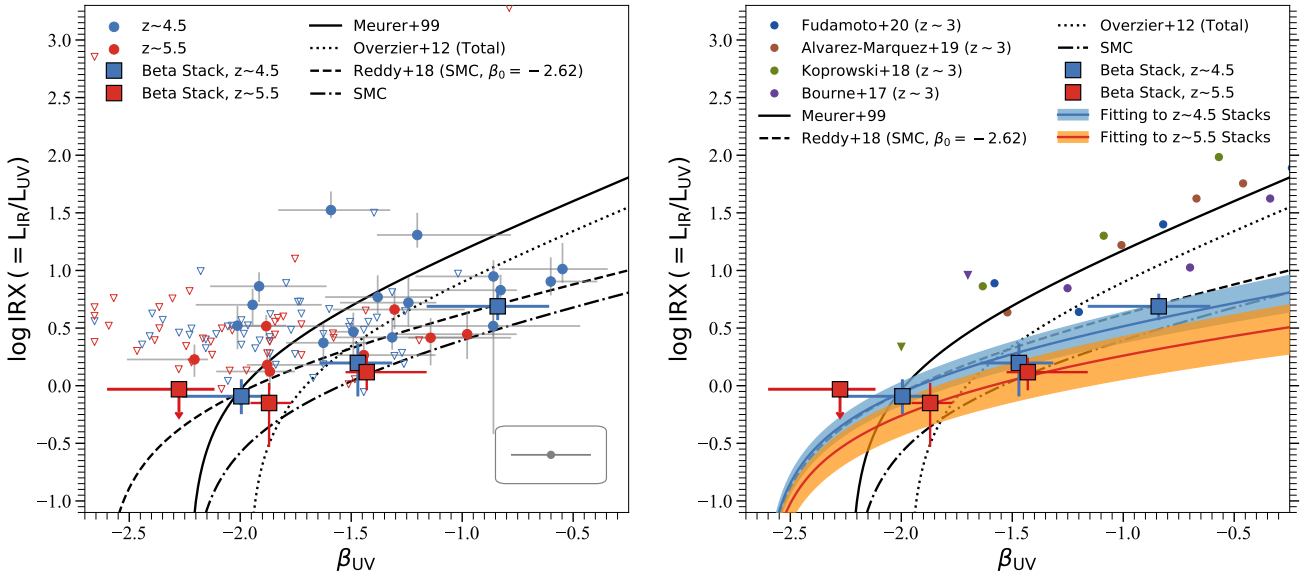 z~4.5
z~5.5
Beta Stack, z~4.5
Beta Stack, z~5.5
Meurer+99
Overzier+12 (Total)
Reddy+18 (SMC, β₀ = −2.62)
SMC
3.0
2.5
2.0
1.5
1.0
0.5
0.0
−0.5
−1.0
log IRX ( = L_IR/L_UV)
−2.5
−2.0
−1.5
−1.0
−0.5
β_UV
Fudamoto+20 (z ~ 3)
Alvarez-Marquez+19 (z ~ 3)
Koprowski+18 (z ~ 3)
Bourne+17 (z ~ 3)
Meurer+99
Reddy+18 (SMC, β₀ = −2.62)
Overzier+12 (Total)
SMC
Beta Stack, z~4.5
Beta Stack, z~5.5
Fitting to z~4.5 Stacks
Fitting to z~5.5 Stacks
3.0
2.5
2.0
1.5
1.0
0.5
0.0
−0.5
−1.0
log IRX ( = L_IR/L_UV)
−2.5
−2.0
−1.5
−1.0
−0.5
β_UV